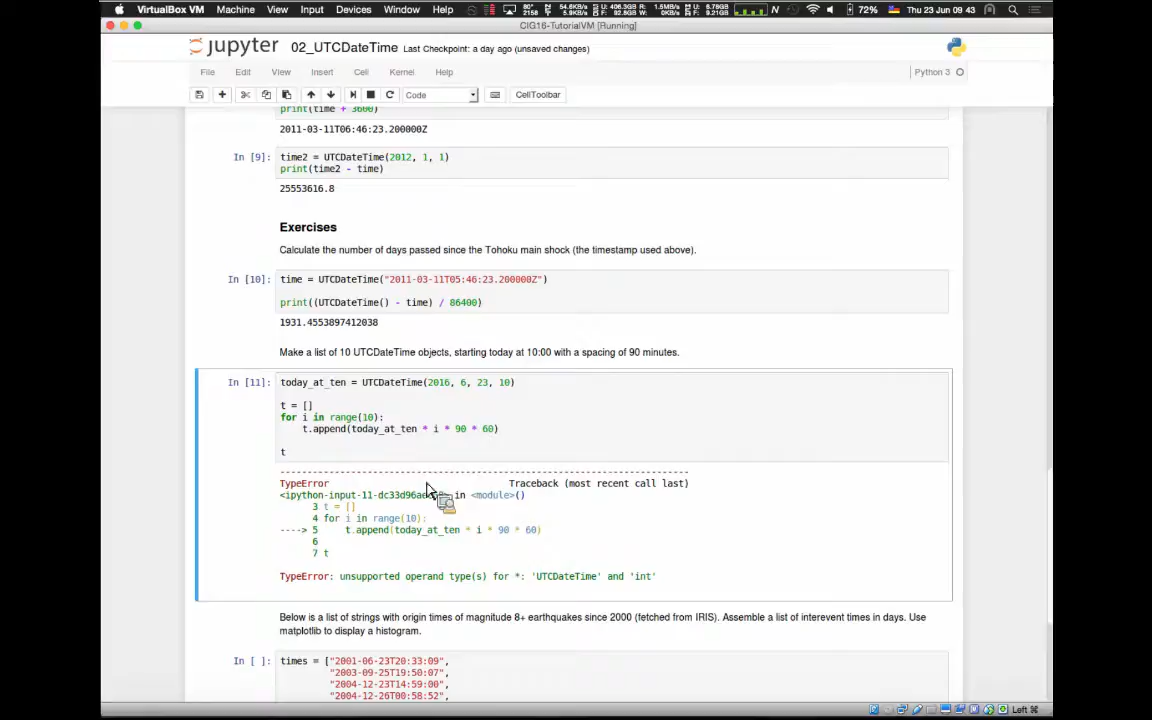 VirtualBox VM Machine View Input Devices Window Help 72% Thu 23 Jun 09 43
CIG16-TutorialVM [Running]
jupyter 02_UTCDateTime Last Checkpoint: a day ago (unsaved changes)
File Edit View Insert Cell Kernel Help Python 3
Code CellToolbar
print(time + 3600)
2011-03-11T06:46:23.200000Z
In [9]: time2 = UTCDateTime(2012, 1, 1)
print(time2 - time)
25553616.8
Exercises
Calculate the number of days passed since the Tohoku main shock (the timestamp used above).
In [10]: time = UTCDateTime("2011-03-11T05:46:23.200000Z")
print((UTCDateTime() - time) / 86400)
1931.4553897412038
Make a list of 10 UTCDateTime objects, starting today at 10:00 with a spacing of 90 minutes.
In [11]: today_at_ten = UTCDateTime(2016, 6, 23, 10)
t = []
for i in range(10):
t.append(today_at_ten * i * 90 * 60)
t
---------------------------------------------------------------------------
TypeError Traceback (most recent call last)
in <module>()
3 t = []
4 for i in range(10):
----> 5 t.append(today_at_ten * i * 90 * 60)
6
7 t
TypeError: unsupported operand type(s) for *: 'UTCDateTime' and 'int'
Below is a list of strings with origin times of magnitude 8+ earthquakes since 2000 (fetched from IRIS). Assemble a list of interevent times in days. Use
matplotlib to display a histogram.
In [ ]: times = ["2001-06-23T20:33:09",
"2003-09-25T19:50:07",
"2004-12-23T14:59:00",
"2004-12-26T00:58:52",
Left ⌘